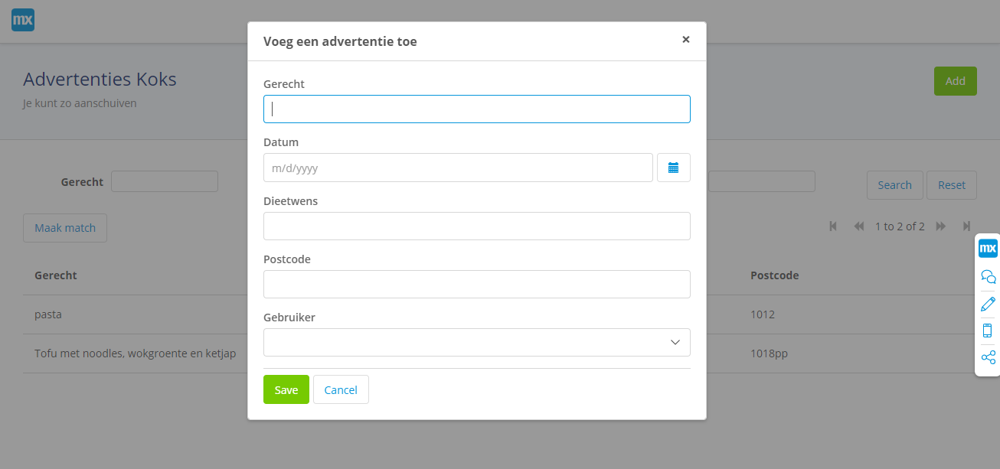 mx
Voeg een advertentie toe
×
Advertenties Koks
Je kunt zo aanschuiven
Add
Gerecht
Datum
m/d/yyyy
Dieetwens
Postcode
Gebruiker
Save Cancel
Gerecht
Search Reset
Maak match
1 to 2 of 2
Gerecht Postcode
pasta 1012
Tofu met noodles, wokgroente en ketjap 1018pp
mx